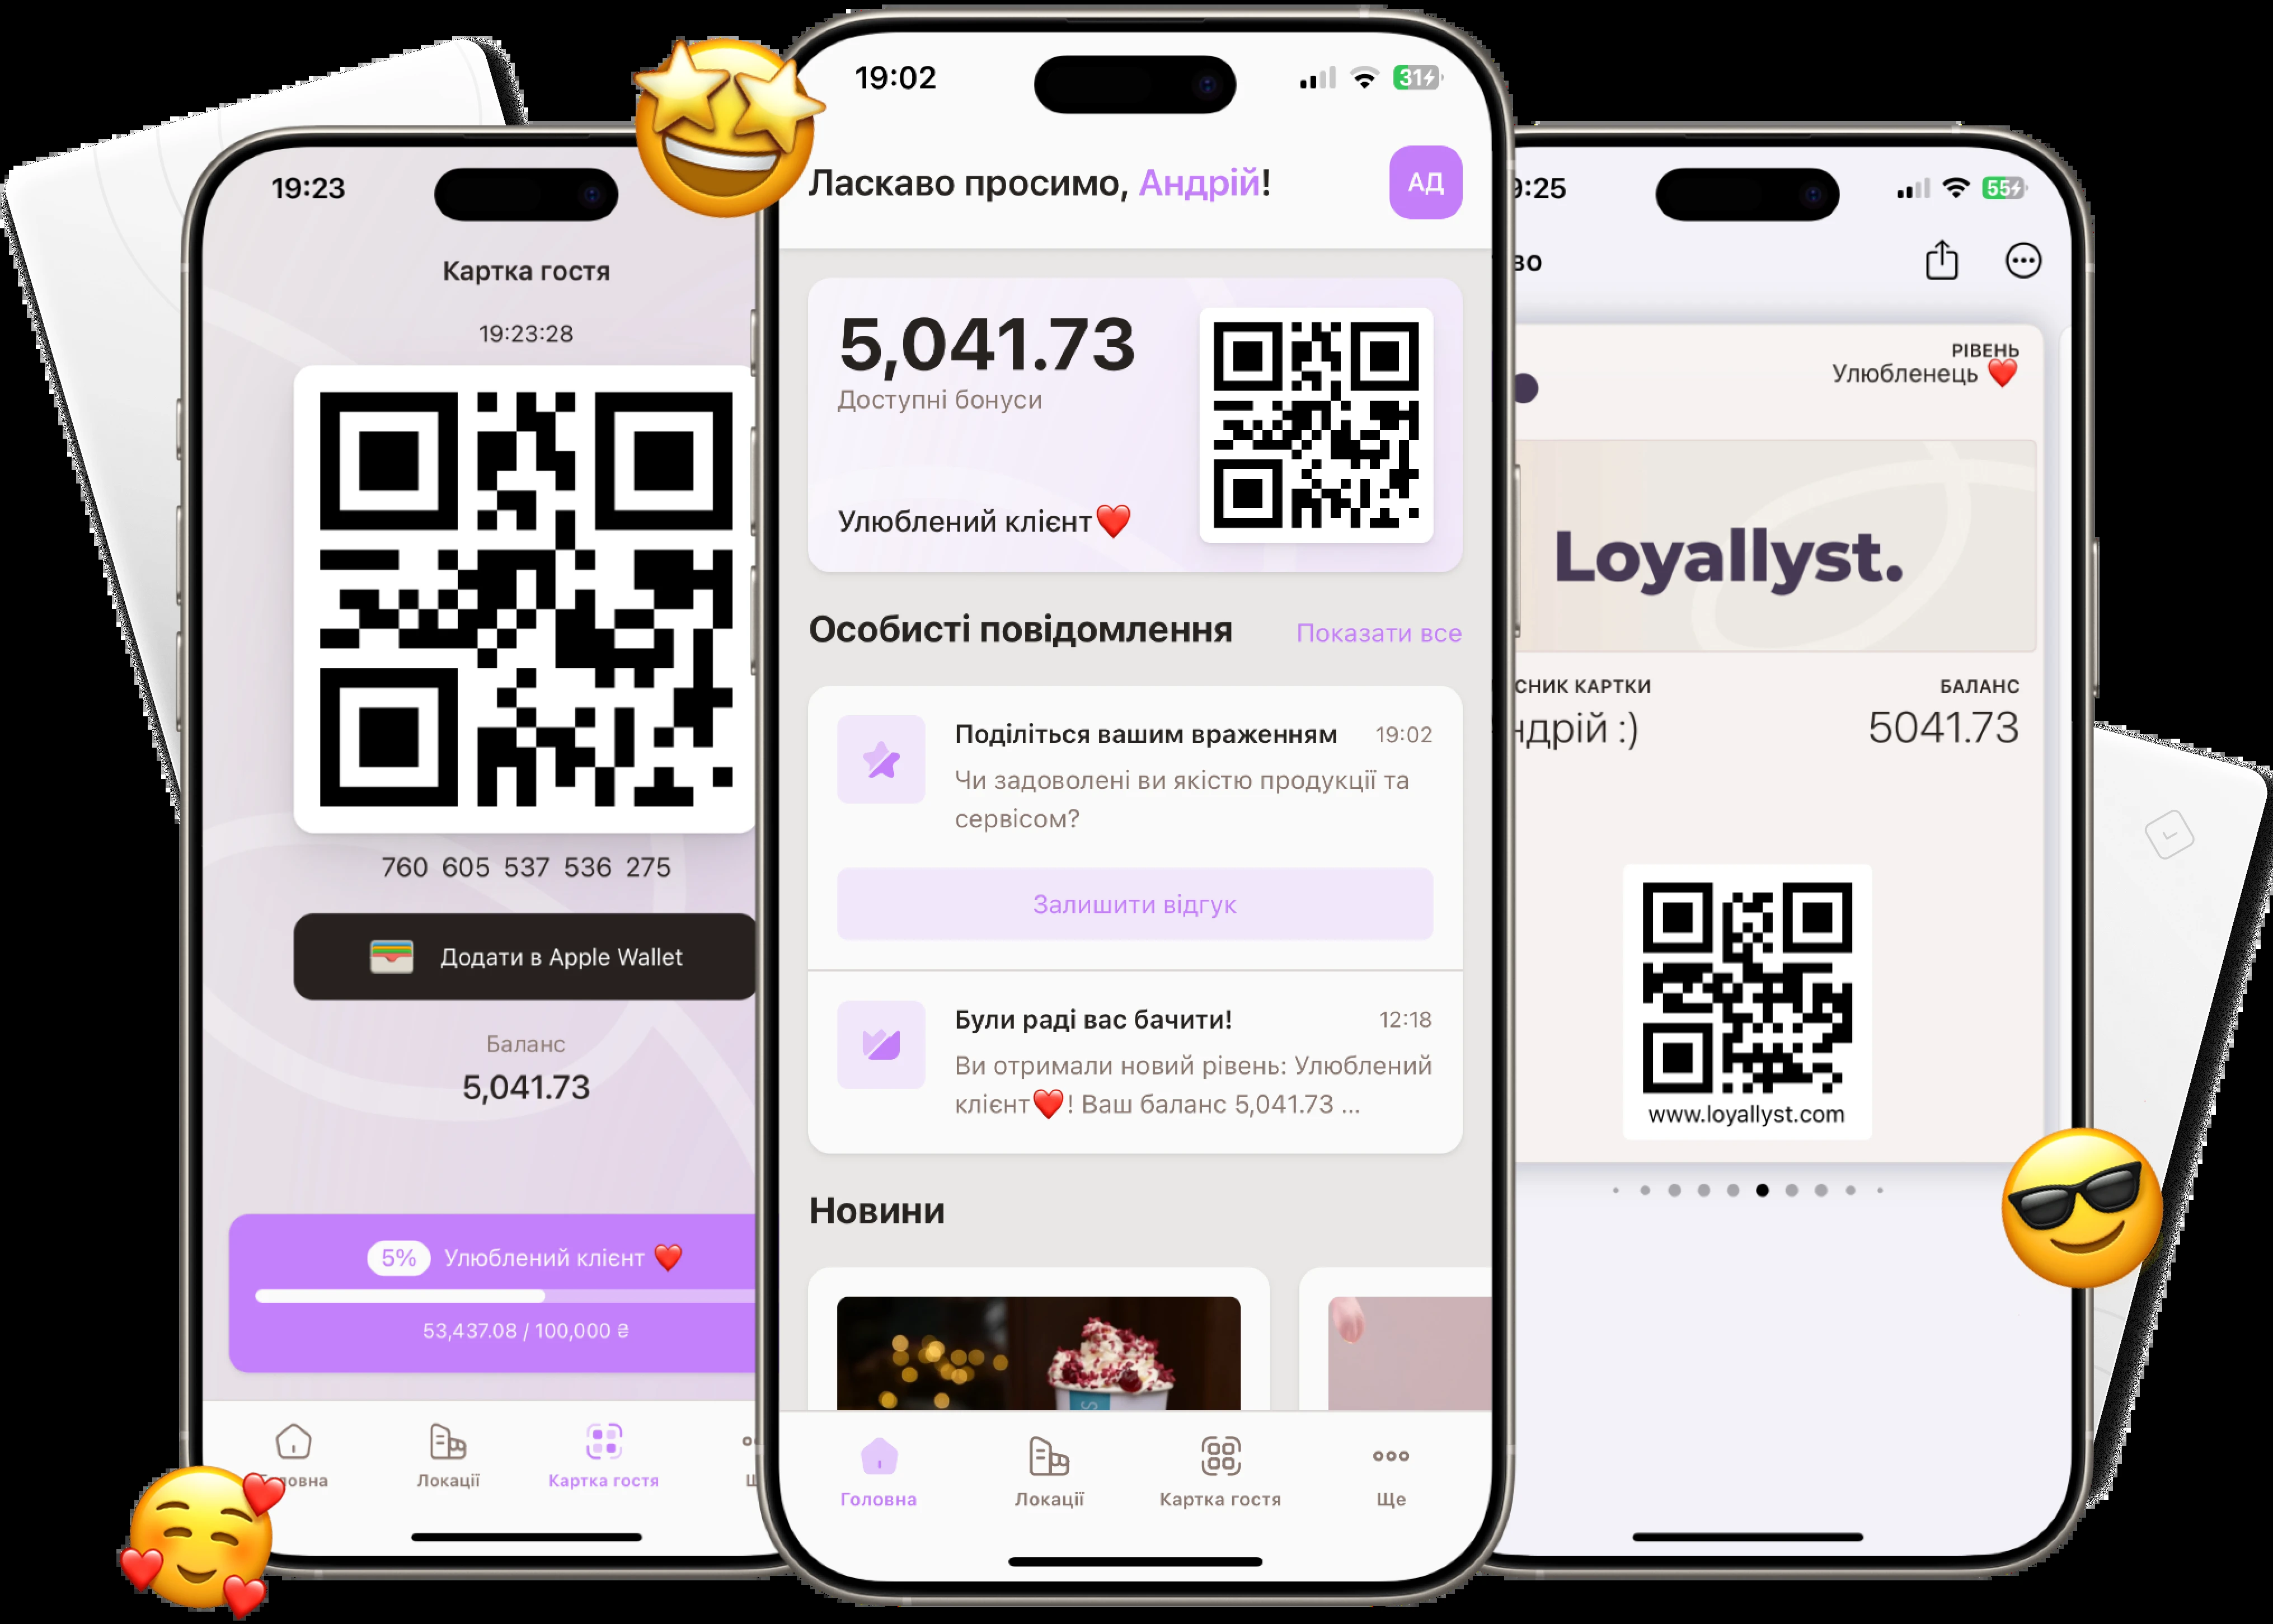 19:23
Картка гостя
19:23:28
760 605 537 536 275
Додати в Apple Wallet
Баланс
5,041.73
5% Улюблений клієнт ❤️
53,437.08 / 100,000 ₴
Локації
Картка гостя
19:02
31
Ласкаво просимо, Андрій!
АД
5,041.73
Доступні бонуси
Улюблений клієнт❤️
Особисті повідомлення
Показати все
Поділіться вашим враженням 19:02
Чи задоволені ви якістю продукції та
сервісом?
Залишити відгук
Були раді вас бачити! 12:18
Ви отримали новий рівень: Улюблений
клієнт❤️! Ваш баланс 5,041.73 ...
Новини
Головна
Локації
Картка гостя
Ще
9:25
55
во
РІВЕНЬ
Улюбленець ❤️
Loyallyst.
СНИК КАРТКИ
БАЛАНС
ндрій :)
5041.73
www.loyallyst.com